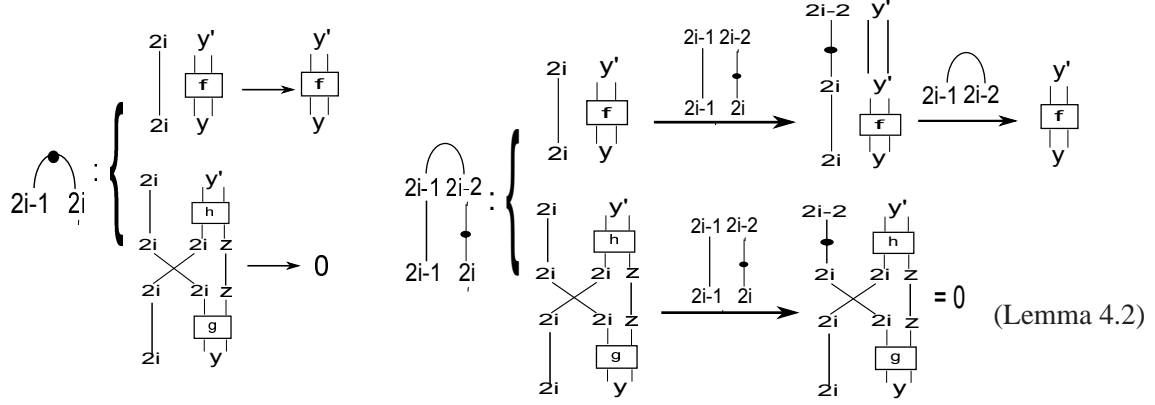 2i y' y'
f f
2i y y
2i-1 2i :
2i y'
h
2i 2i z
0
2i 2i z
g
2i y
2i y' 2i-1 2i-2 2i-2 y' 2i-1 2i-2 y'
f 2i y' f
2i y 2i-1 2i f y
2i y
2i-1 2i-2 :
2i-1 2i
2i y' 2i-1 2i-2 2i-2 y'
h h
2i 2i z 2i-1 2i 2i 2i z
= 0 (Lemma 4.2)
2i 2i z 2i 2i z
g g
2i y 2i y